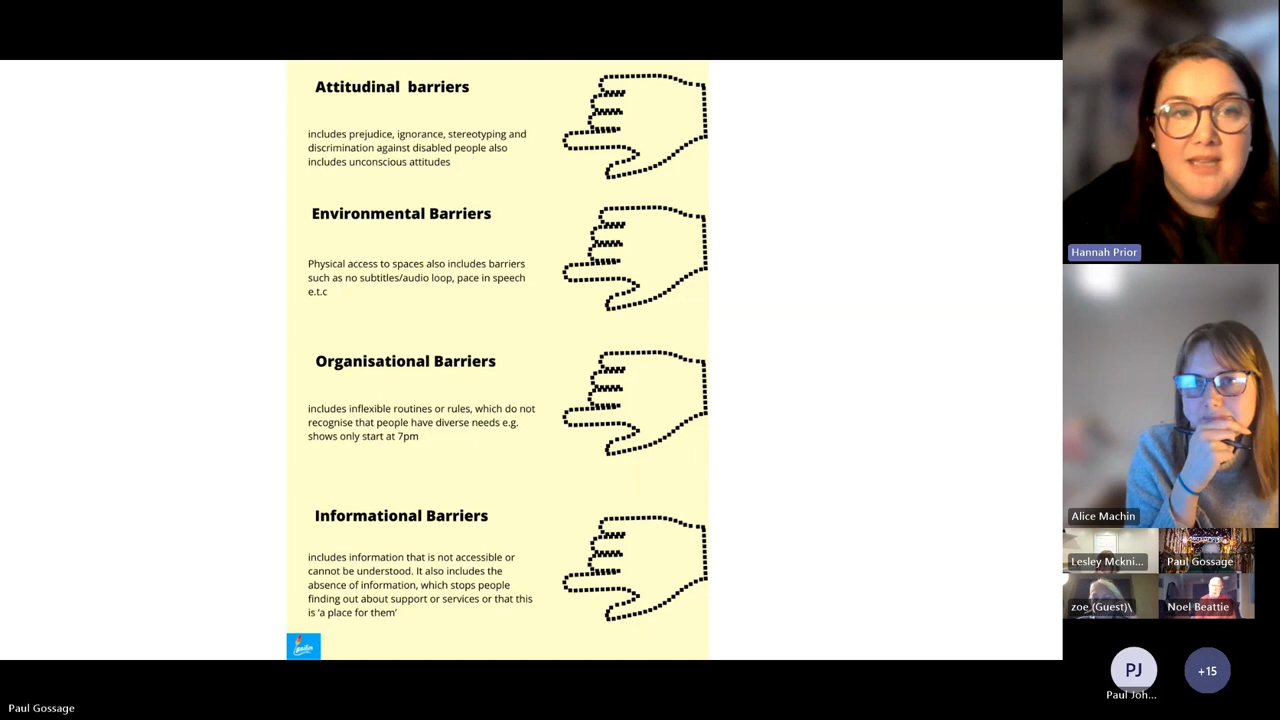 Attitudinal barriers
includes prejudice, ignorance, stereotyping and
discrimination against disabled people also
includes unconscious attitudes
Environmental Barriers
Physical access to spaces also includes barriers
such as no subtitles/audio loop, pace in speech
e.t.c
Organisational Barriers
includes inflexible routines or rules, which do not
recognise that people have diverse needs e.g.
shows only start at 7pm
Informational Barriers
includes information that is not accessible or
cannot be understood. It also includes the
absence of information, which stops people
finding out about support or services or that this
is ‘a place for them’
Hannah Prior
Alice Machin
Lesley Mckni...
Paul Gossage
zoe (Guest)\
Noel Beattie
PJ
+15
Paul Joh...
Paul Gossage